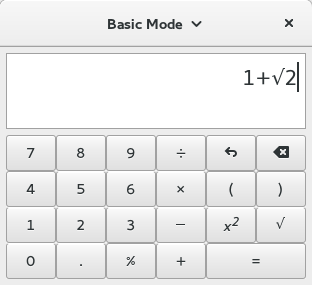 Basic Mode
1+√2
7 8 9 ÷
4 5 6 × ( )
1 2 3 − x² √
0 . % + =